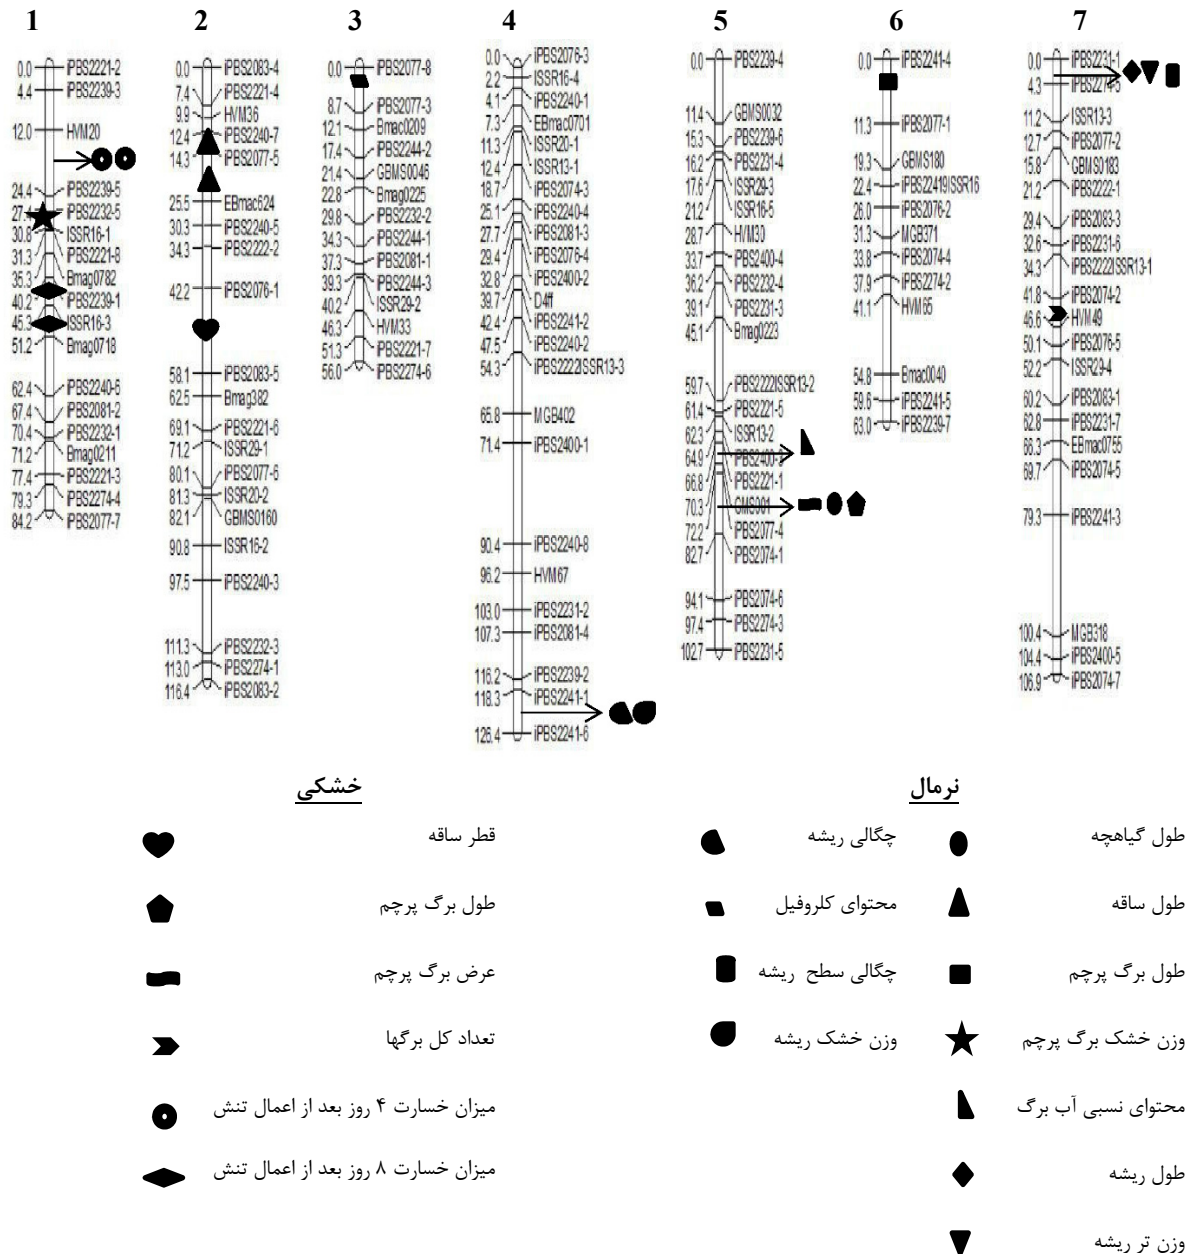 1 2 3 4 5 6 7
0.0 iPBS2221-2
4.4 iPBS2239-3
12.0 HVM20
24.4 iPBS2239-5
iPBS2232-5
30.8 ISSR16-1
31.3 iPBS2221-8
35.3 Bmag0782
40.2 iPBS2239-1
45.3 ISSR16-3
51.2 Bmag0718
62.4 iPBS2240-6
67.4 iPBS2081-2
70.4 iPBS2232-1
71.2 Bmag0211
77.4 iPBS2221-3
79.3 iPBS2274-4
84.2 iPBS2077-7
0.0 iPBS2083-4
7.4 iPBS2221-4
9.9 HVM36
12.4 iPBS2240-7
14.3 iPBS2077-5
25.5 EBmac624
30.3 iPBS2240-5
34.3 iPBS2222-2
42.2 iPBS2076-1
58.1 iPBS2083-5
62.5 Bmag382
69.1 iPBS2221-6
71.2 ISSR29-1
80.1 iPBS2077-6
81.3 ISSR20-2
82.1 GBMS0160
90.8 ISSR16-2
97.5 iPBS2240-3
111.3 iPBS2232-3
113.0 iPBS2274-1
116.4 iPBS2083-2
0.0 iPBS2077-8
8.7 iPBS2077-3
12.1 Bmac0209
17.4 iPBS2244-2
21.4 GBMS0046
22.8 Bmag0225
29.8 iPBS2232-2
34.3 iPBS2244-1
37.3 iPBS2081-1
39.3 iPBS2244-3
40.2 ISSR29-2
46.3 HVM33
51.3 iPBS2221-7
56.0 iPBS2274-6
0.0 iPBS2076-3
2.2 ISSR16-4
4.1 iPBS2240-1
7.3 EBmac0701
11.3 ISSR20-1
12.4 ISSR13-1
18.7 iPBS2074-3
25.1 iPBS2240-4
27.7 iPBS2081-3
29.4 iPBS2076-4
32.8 iPBS2400-2
39.7 D4ff
42.4 iPBS2241-2
47.5 iPBS2240-2
54.3 iPBS2222ISSR13-3
65.8 MGB402
71.4 iPBS2400-1
90.4 iPBS2240-8
96.2 HVM67
103.0 iPBS2231-2
107.3 iPBS2081-4
116.2 iPBS2239-2
118.3 iPBS2241-1
126.4 iPBS2241-6
0.0 iPBS2239-4
11.4 GBMS0032
15.3 iPBS2239-6
16.2 iPBS2231-4
17.6 ISSR29-3
21.2 ISSR16-5
28.7 HVM30
33.7 iPBS2400-4
36.2 iPBS2232-4
39.1 iPBS2231-3
45.1 Bmag0223
59.7 iPBS2222ISSR13-2
61.4 iPBS2221-5
62.3 ISSR13-2
64.9 iPBS2400-3
66.8 iPBS2221-1
70.3 GMS001
72.2 iPBS2077-4
82.7 iPBS2074-1
94.1 iPBS2074-6
97.4 iPBS2274-3
102.7 iPBS2231-5
0.0 iPBS2241-4
11.3 iPBS2077-1
19.3 GBMS180
22.4 iPBS22419ISSR16
26.0 iPBS2076-2
31.3 MGB371
33.8 iPBS2074-4
37.9 iPBS2274-2
41.1 HVM65
54.8 Bmac0040
59.6 iPBS2241-5
63.0 iPBS2239-7
0.0 iPBS2231-1
4.3 iPBS2274-5
11.2 ISSR13-3
12.7 iPBS2077-2
15.8 GBMS0183
21.2 iPBS2222-1
29.4 iPBS2083-3
32.6 iPBS2231-6
34.3 iPBS2222ISSR13-1
41.8 iPBS2074-2
46.6 HVM49
50.1 iPBS2076-5
52.2 ISSR29-4
60.2 iPBS2083-1
62.8 iPBS2231-7
66.3 EBmac0755
69.7 iPBS2074-5
79.3 iPBS2241-3
100.4 MGB318
104.4 iPBS2400-5
106.9 iPBS2074-7
نرمال
طول گیاهچه
طول ساقه
طول برگ پرچم
وزن خشک برگ پرچم
محتوای نسبی آب برگ
طول ریشه
وزن تر ریشه
چگالی ریشه
محتوای کلروفیل
چگالی سطح ریشه
وزن خشک ریشه
خشکی
قطر ساقه
طول برگ پرچم
عرض برگ پرچم
تعداد کل برگها
میزان خسارت ۴ روز بعد از اعمال تنش
میزان خسارت ۸ روز بعد از اعمال تنش